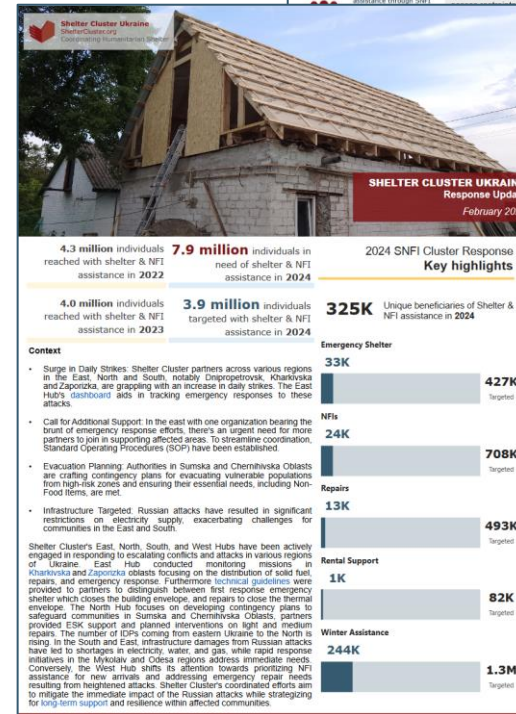 assistance through SNFI
Shelter Cluster Ukraine
ShelterCluster.org
Coordinating Humanitarian Shelter
SHELTER CLUSTER UKRAIN
Response Upda
February 20
4.3 million individuals
reached with shelter & NFI
assistance in 2022
7.9 million individuals in
need of shelter & NFI
assistance in 2024
4.0 million individuals
reached with shelter & NFI
assistance in 2023
3.9 million individuals
targeted with shelter & NFI
assistance in 2024
Context
• Surge in Daily Strikes: Shelter Cluster partners across various regions
in the East, North and South, notably Dnipropetrovsk, Kharkivska
and Zaporizka, are grappling with an increase in daily strikes. The East
Hub's dashboard aids in tracking emergency responses to these
attacks.
• Call for Additional Support: In the east with one organization bearing the
brunt of emergency response efforts, there's an urgent need for more
partners to join in supporting affected areas. To streamline coordination,
Standard Operating Procedures (SOP) have been established.
• Evacuation Planning: Authorities in Sumska and Chernihivska Oblasts
are crafting contingency plans for evacuating vulnerable populations
from high-risk zones and ensuring their essential needs, including Non-
Food Items, are met.
• Infrastructure Targeted: Russian attacks have resulted in significant
restrictions on electricity supply, exacerbating challenges for
communities in the East and South.
Shelter Cluster's East, North, South, and West Hubs have been actively
engaged in responding to escalating conflicts and attacks in various regions
of Ukraine. East Hub conducted monitoring missions in
Kharkivska and Zaporizka oblasts focusing on the distribution of solid fuel,
repairs, and emergency response. Furthermore technical guidelines were
provided to partners to distinguish between first response emergency
shelter which closes the building envelope, and repairs to close the thermal
envelope. The North Hub focuses on developing contingency plans to
safeguard communities in Sumska and Chernihivska Oblasts, partners
provided ESK support and planned interventions on light and medium
repairs. The number of IDPs coming from eastern Ukraine to the North is
rising. In the South and East, infrastructure damages from Russian attacks
have led to shortages in electricity, water, and gas, while rapid response
initiatives in the Mykolaiv and Odesa regions address immediate needs.
Conversely, the West Hub shifts its attention towards prioritizing NFI
assistance for new arrivals and addressing emergency repair needs
resulting from heightened attacks. Shelter Cluster's coordinated efforts aim
to mitigate the immediate impact of the Russian attacks while strategizing
for long-term support and resilience within affected communities.
2024 SNFI Cluster Response
Key highlights
325K Unique beneficiaries of Shelter &
NFI assistance in 2024
Emergency Shelter
33K
427K
Targeted
NFIs
24K
708K
Targeted
Repairs
13K
493K
Targeted
Rental Support
1K
82K
Targeted
Winter Assistance
244K
1.3M
Targeted